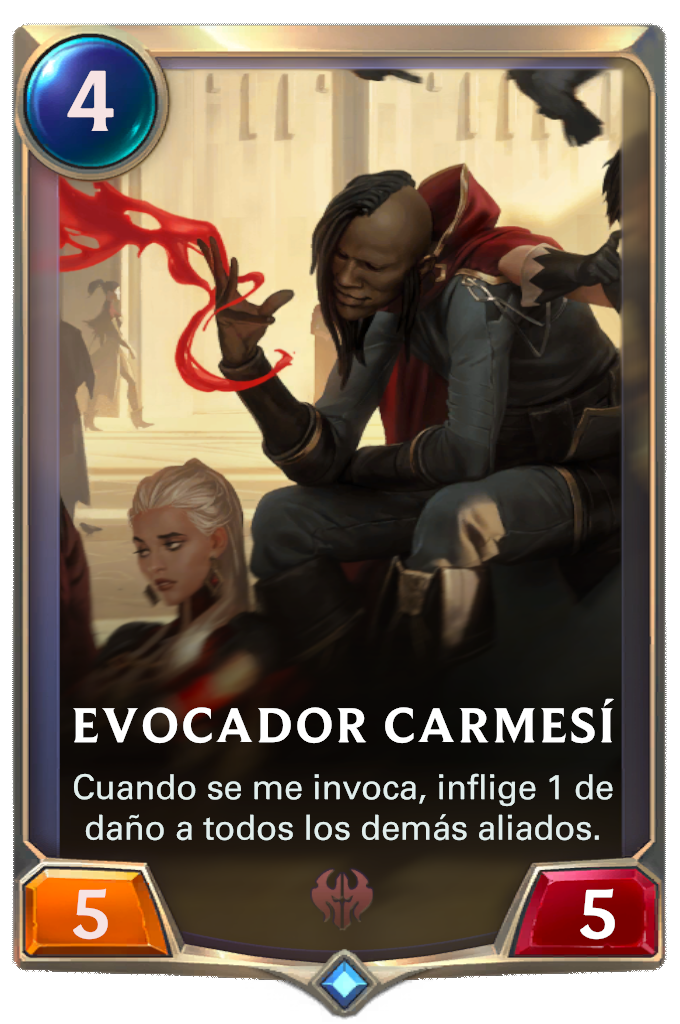 4
EVOCADOR CARMESÍ
Cuando se me invoca, inflige 1 de
daño a todos los demás aliados.
5
5